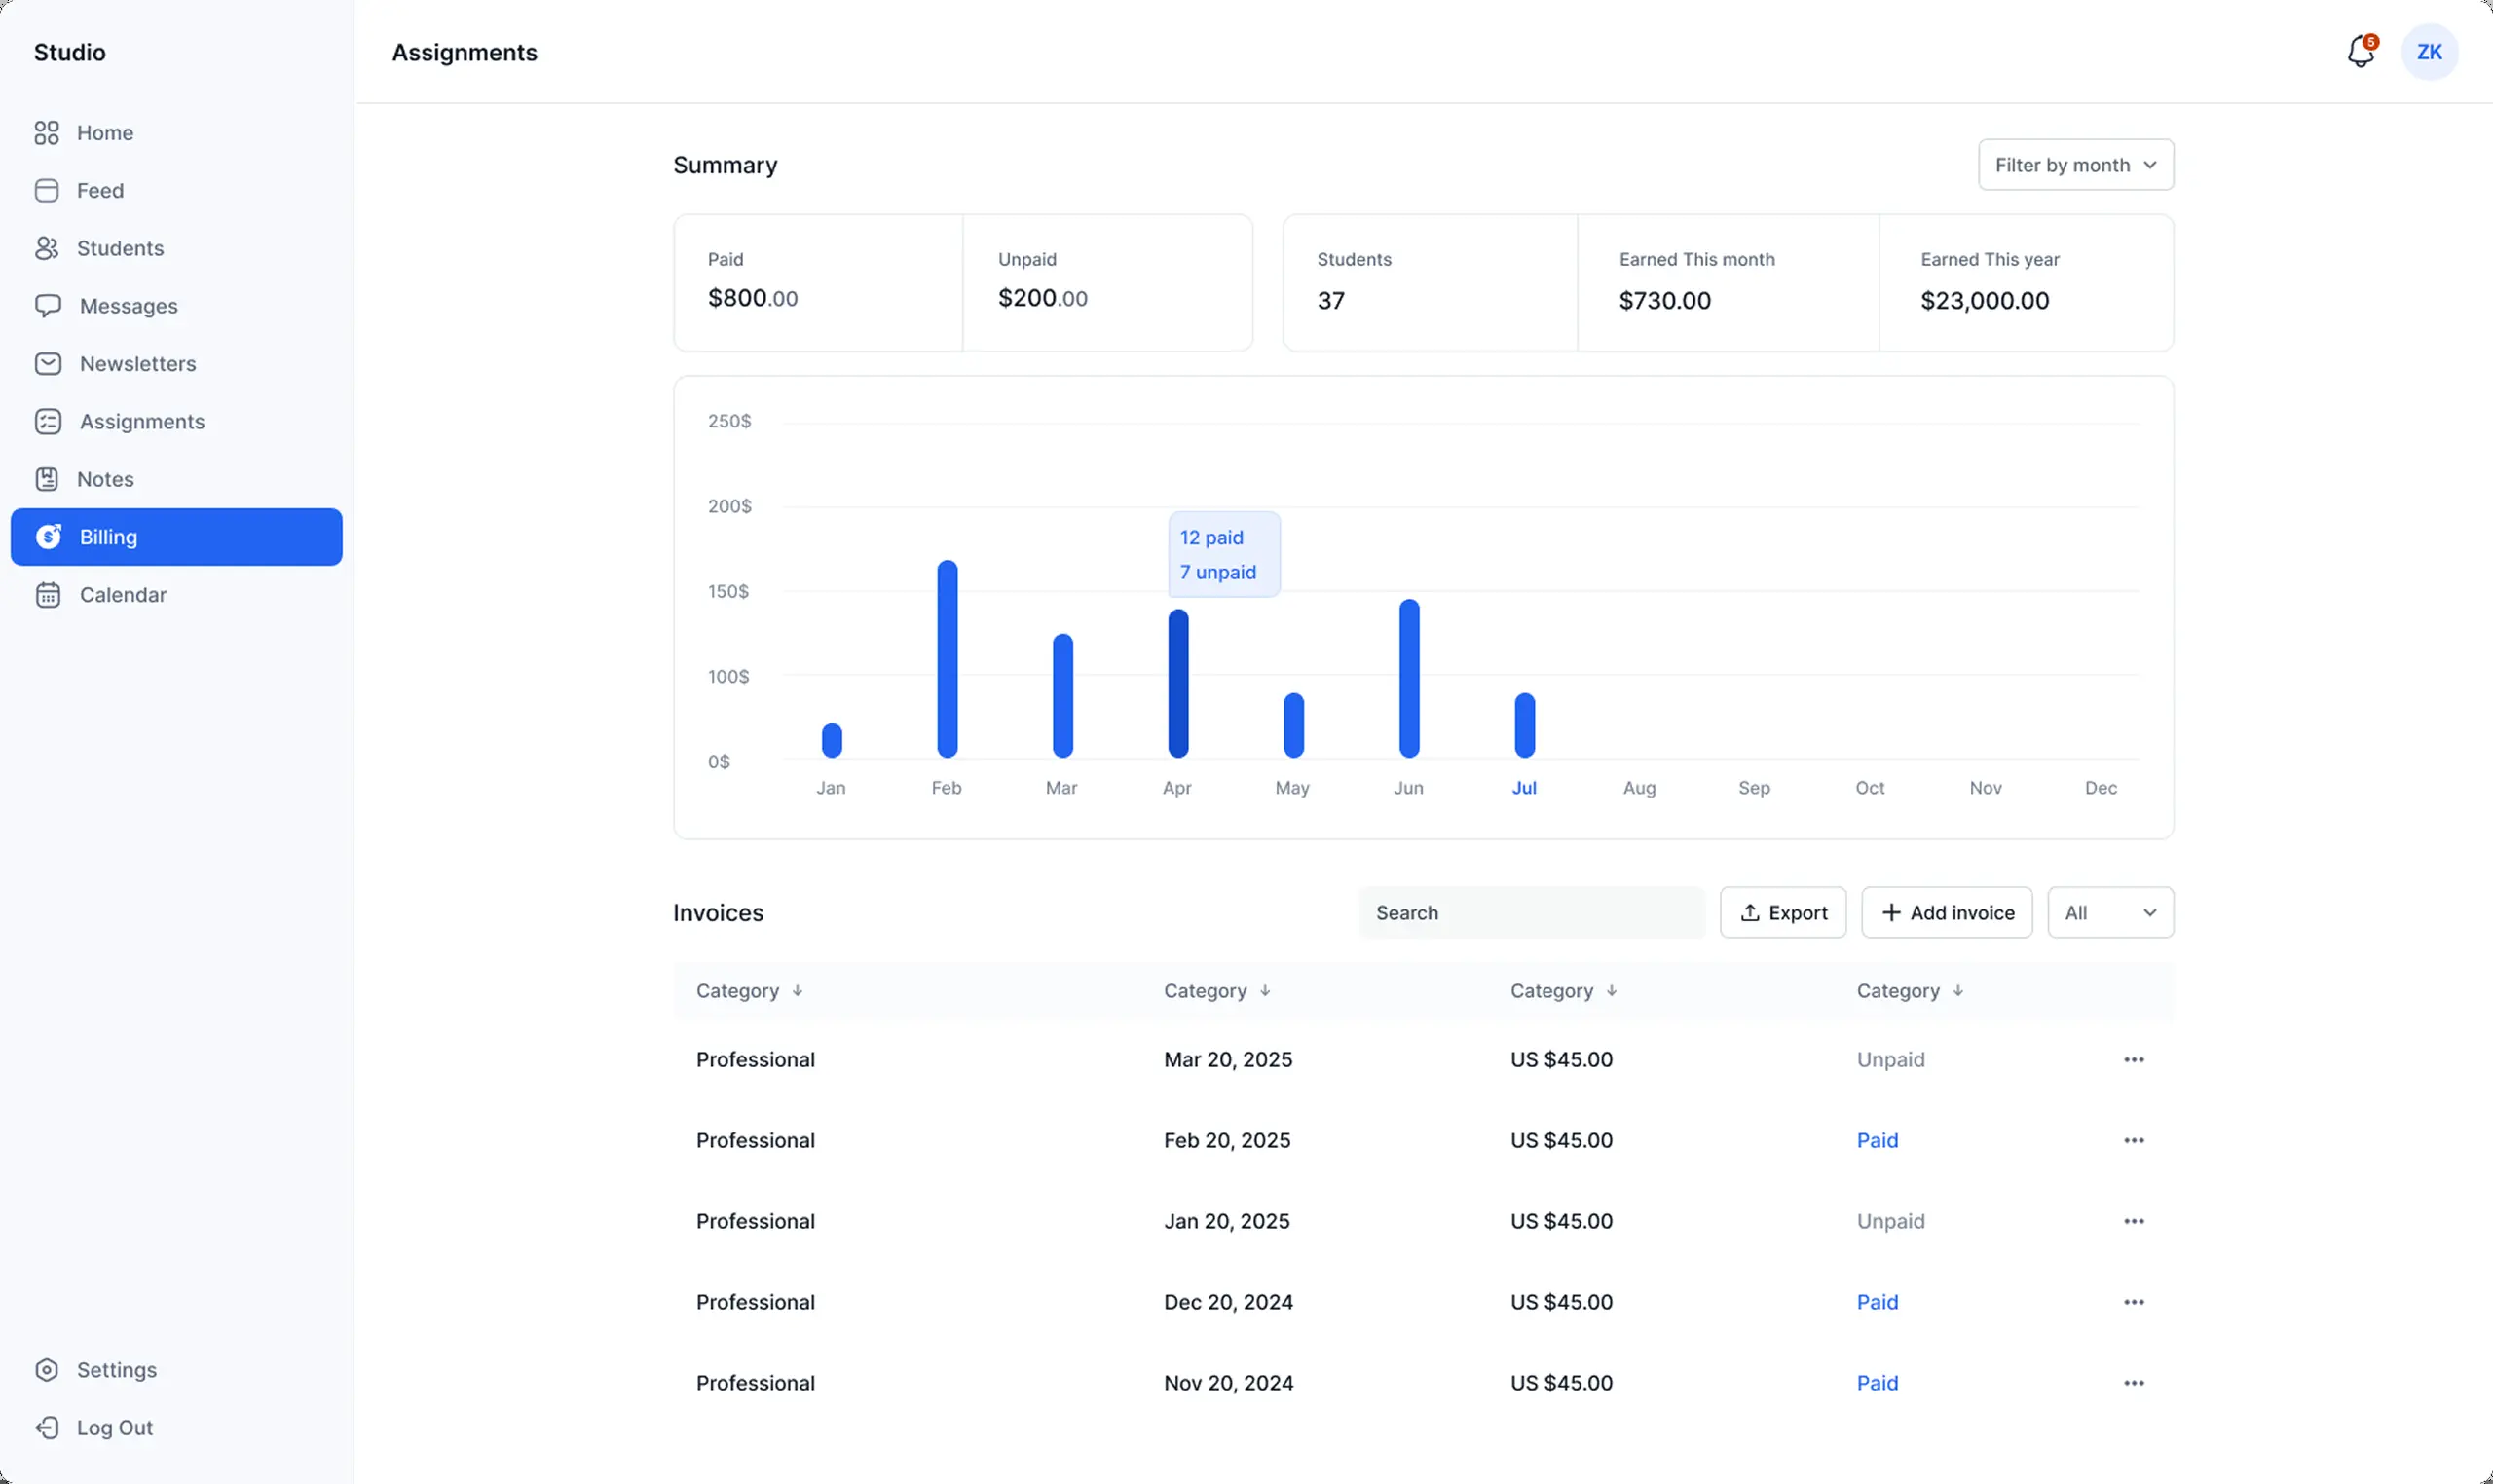 Studio
Assignments
5
ZK
Home
Feed
Students
Messages
Newsletters
Assignments
Notes
Billing
Calendar
Settings
Log Out
Summary
Filter by month
Paid
$800.00
Unpaid
$200.00
Students
37
Earned This month
$730.00
Earned This year
$23,000.00
250$
200$
150$
100$
0$
12 paid
7 unpaid
Jan Feb Mar Apr May Jun Jul Aug Sep Oct Nov Dec
Invoices
Search
Export
Add invoice
All
Category Category Category Category
Professional Mar 20, 2025 US $45.00 Unpaid
Professional Feb 20, 2025 US $45.00 Paid
Professional Jan 20, 2025 US $45.00 Unpaid
Professional Dec 20, 2024 US $45.00 Paid
Professional Nov 20, 2024 US $45.00 Paid